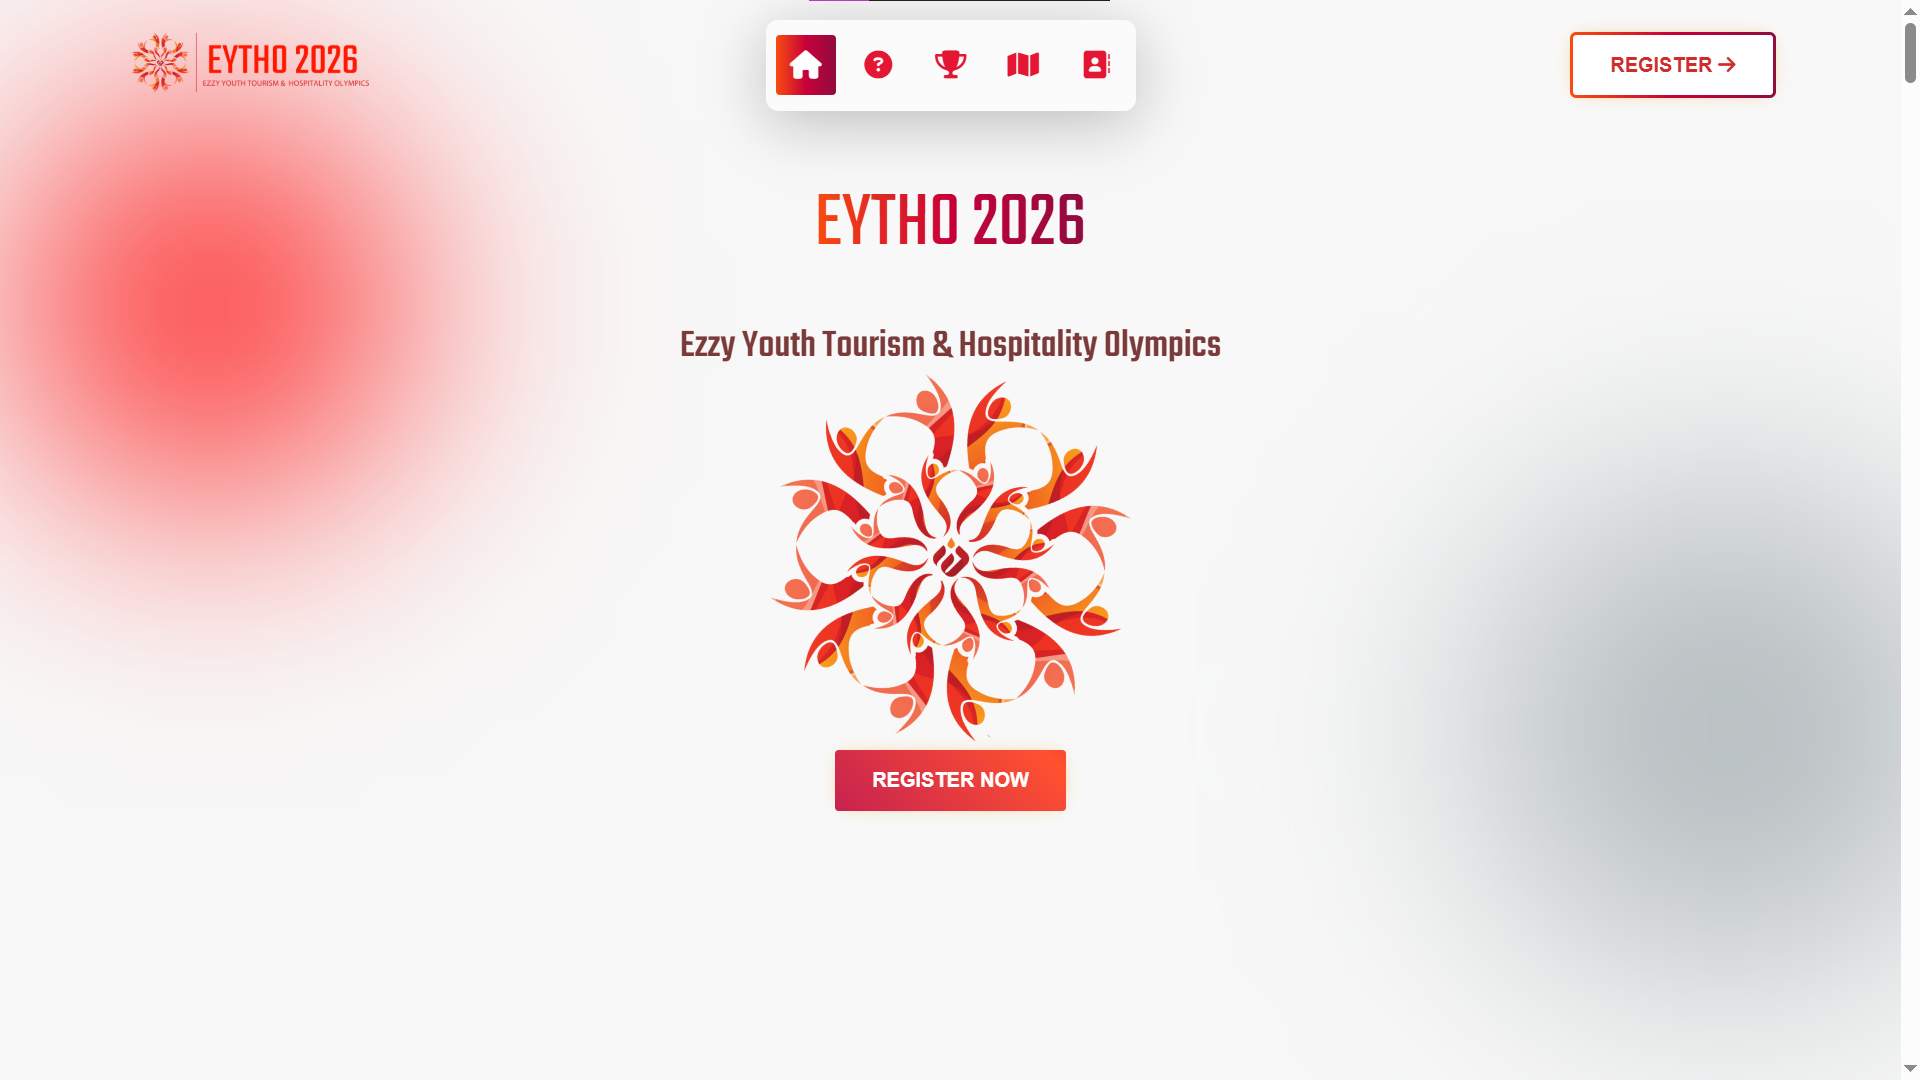 EYTHO 2026
EZZY YOUTH TOURISM & HOSPITALITY OLYMPICS
REGISTER
EYTHO 2026
Ezzy Youth Tourism & Hospitality Olympics
REGISTER NOW